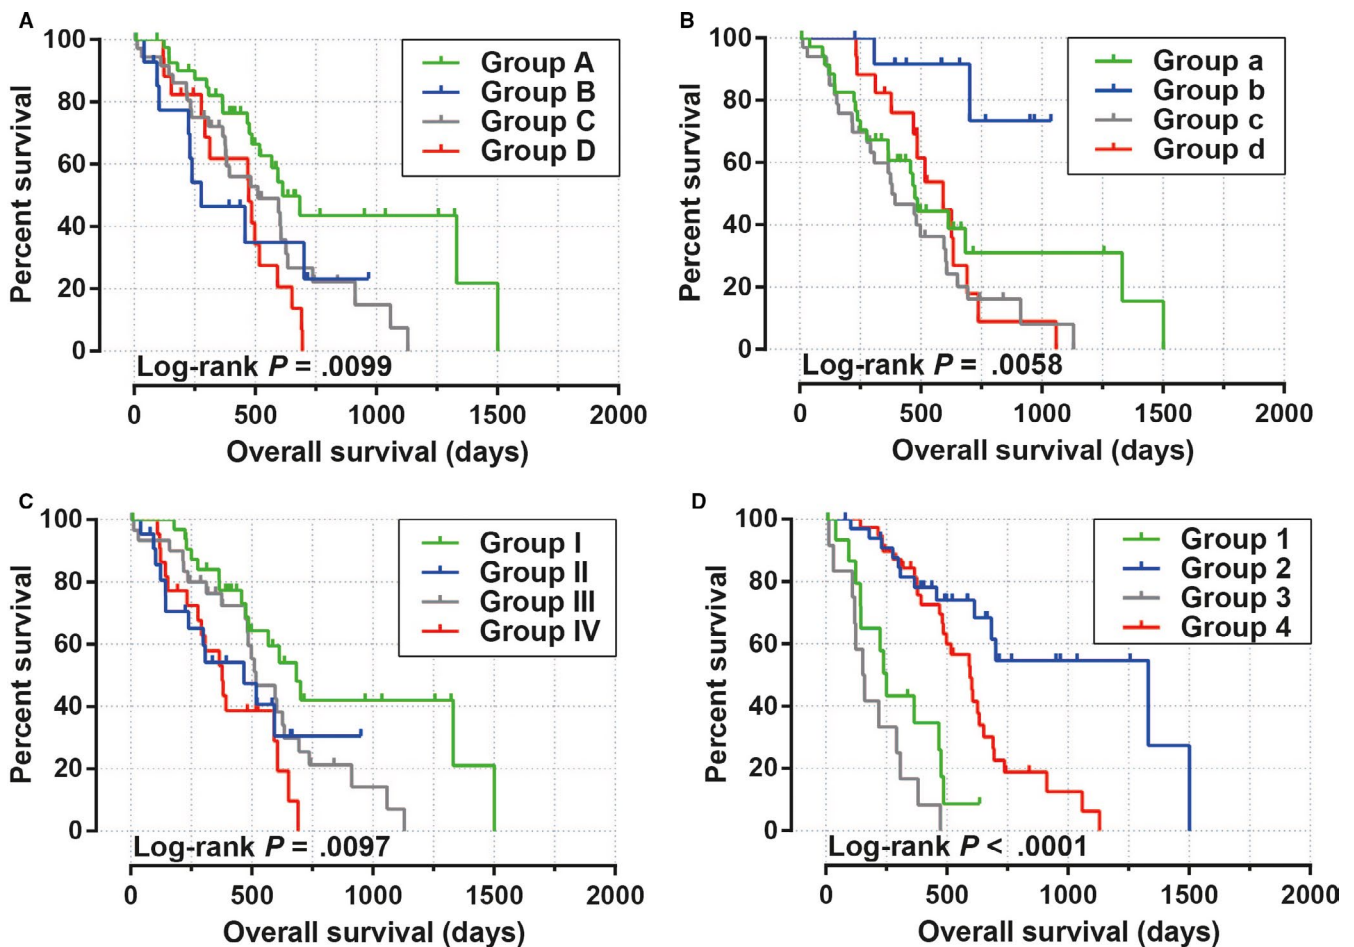 A
100
80
60
40
20
0
Percent survival
Group A
Group B
Group C
Group D
Log-rank P = .0099
0 500 1000 1500 2000
Overall survival (days)
B
100
80
60
40
20
0
Percent survival
Group a
Group b
Group c
Group d
Log-rank P = .0058
0 500 1000 1500 2000
Overall survival (days)
C
100
80
60
40
20
0
Percent survival
Group I
Group II
Group III
Group IV
Log-rank P = .0097
0 500 1000 1500 2000
Overall survival (days)
D
100
80
60
40
20
0
Percent survival
Group 1
Group 2
Group 3
Group 4
Log-rank P < .0001
0 500 1000 1500 2000
Overall survival (days)